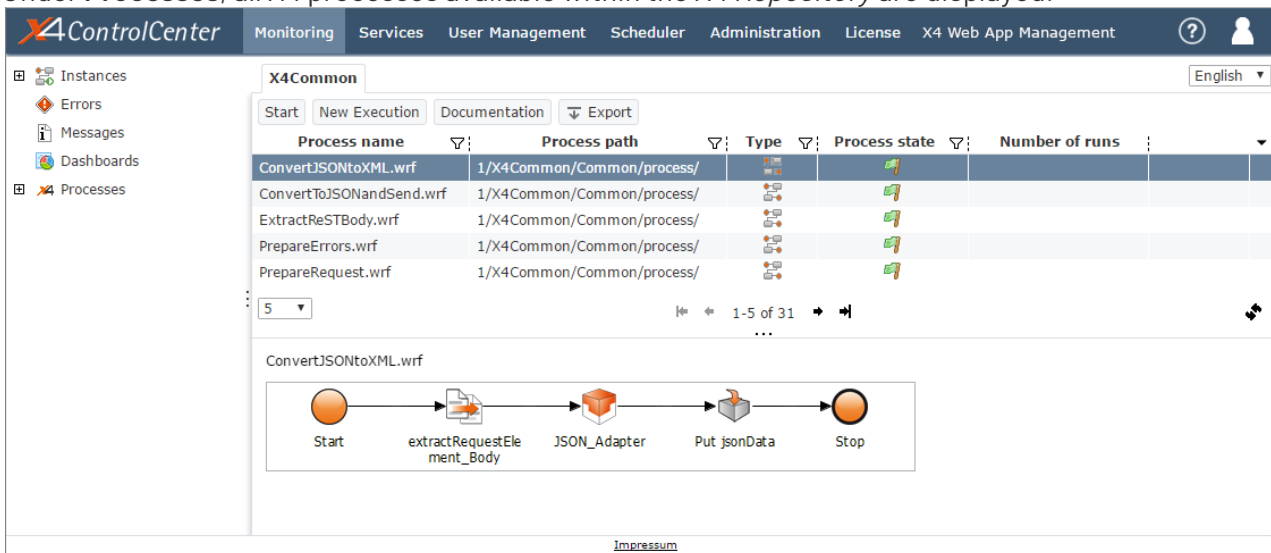 X4 ControlCenter Monitoring Services User Management Scheduler Administration License X4 Web App Management ?
Instances
Errors
Messages
Dashboards
X4 Processes
X4Common English
Start New Execution Documentation Export
Process name Process path Type Process state Number of runs
ConvertJSONtoXML.wrf 1/X4Common/Common/process/
ConvertToJSONandSend.wrf 1/X4Common/Common/process/
ExtractReSTBody.wrf 1/X4Common/Common/process/
PrepareErrors.wrf 1/X4Common/Common/process/
PrepareRequest.wrf 1/X4Common/Common/process/
5 1-5 of 31
...
ConvertJSONtoXML.wrf
Start extractRequestEle JSON_Adapter Put jsonData Stop
ment_Body
Impressum